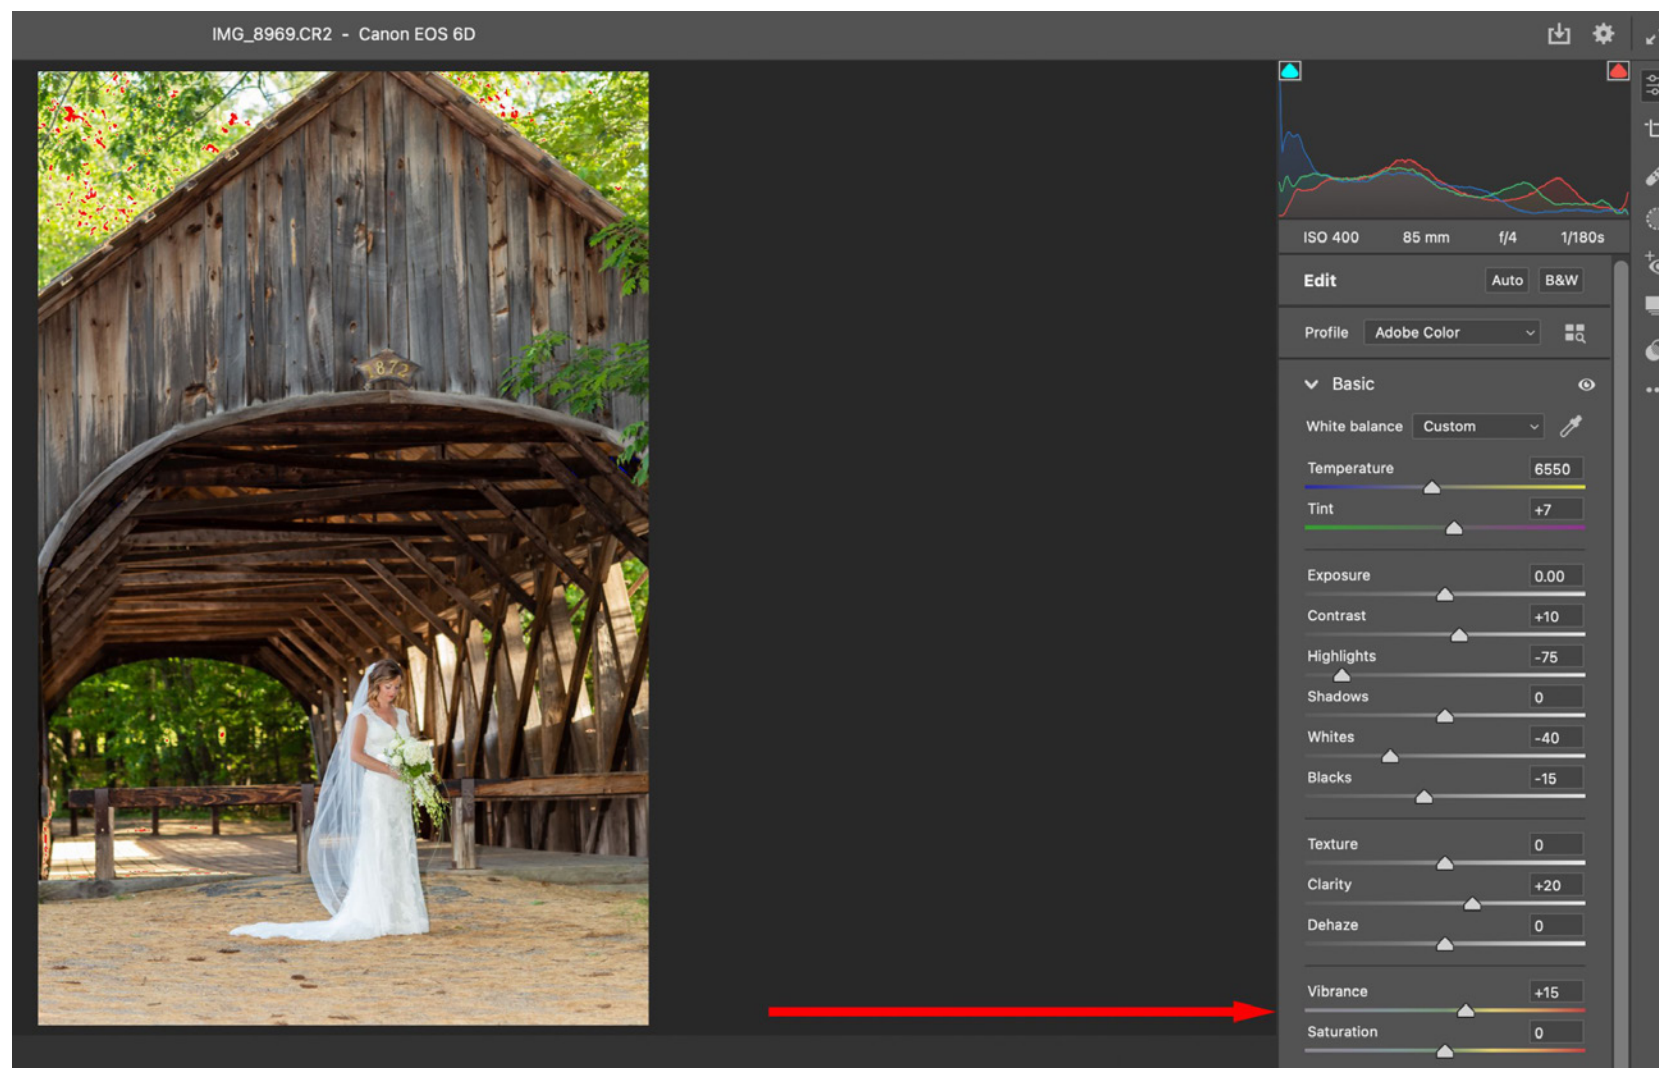 IMG_8969.CR2 - Canon EOS 6D
ISO 400 85 mm f/4 1/180s
Edit Auto B&W
Profile Adobe Color
Basic
White balance Custom
Temperature 6550
Tint +7
Exposure 0.00
Contrast +10
Highlights -75
Shadows 0
Whites -40
Blacks -15
Texture 0
Clarity +20
Dehaze 0
Vibrance +15
Saturation 0
1872